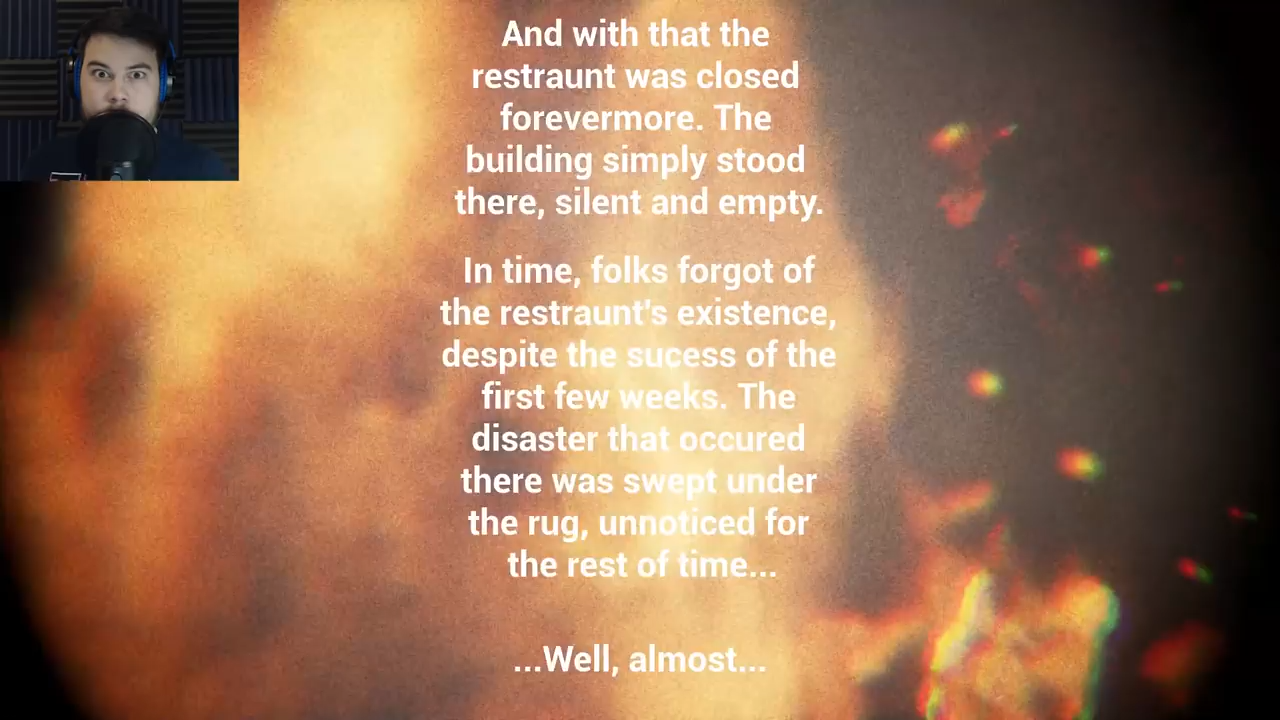 And with that the
restraunt was closed
forevermore. The
building simply stood
there, silent and empty.
In time, folks forgot of
the restraunt's existence,
despite the sucess of the
first few weeks. The
disaster that occured
there was swept under
the rug, unnoticed for
the rest of time...
...Well, almost...